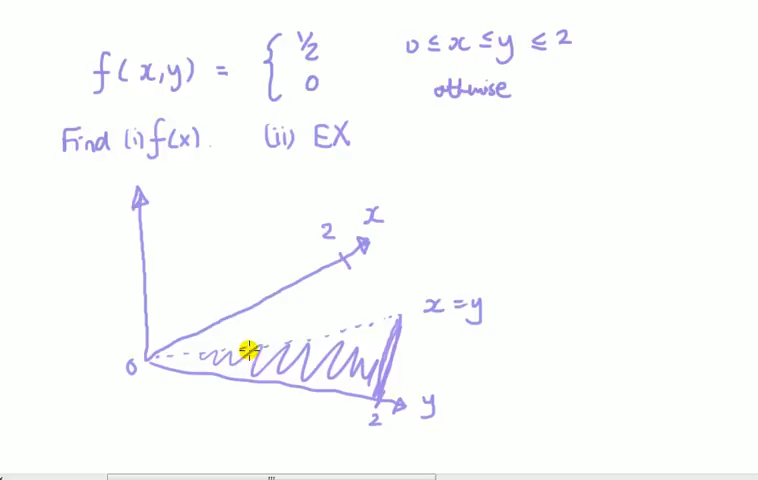 f(x,y) = { 1/2 0 ≤ x ≤ y ≤ 2
0 otherwise
Find (i) f(x). (ii) EX
x
2
x = y
0
y
2